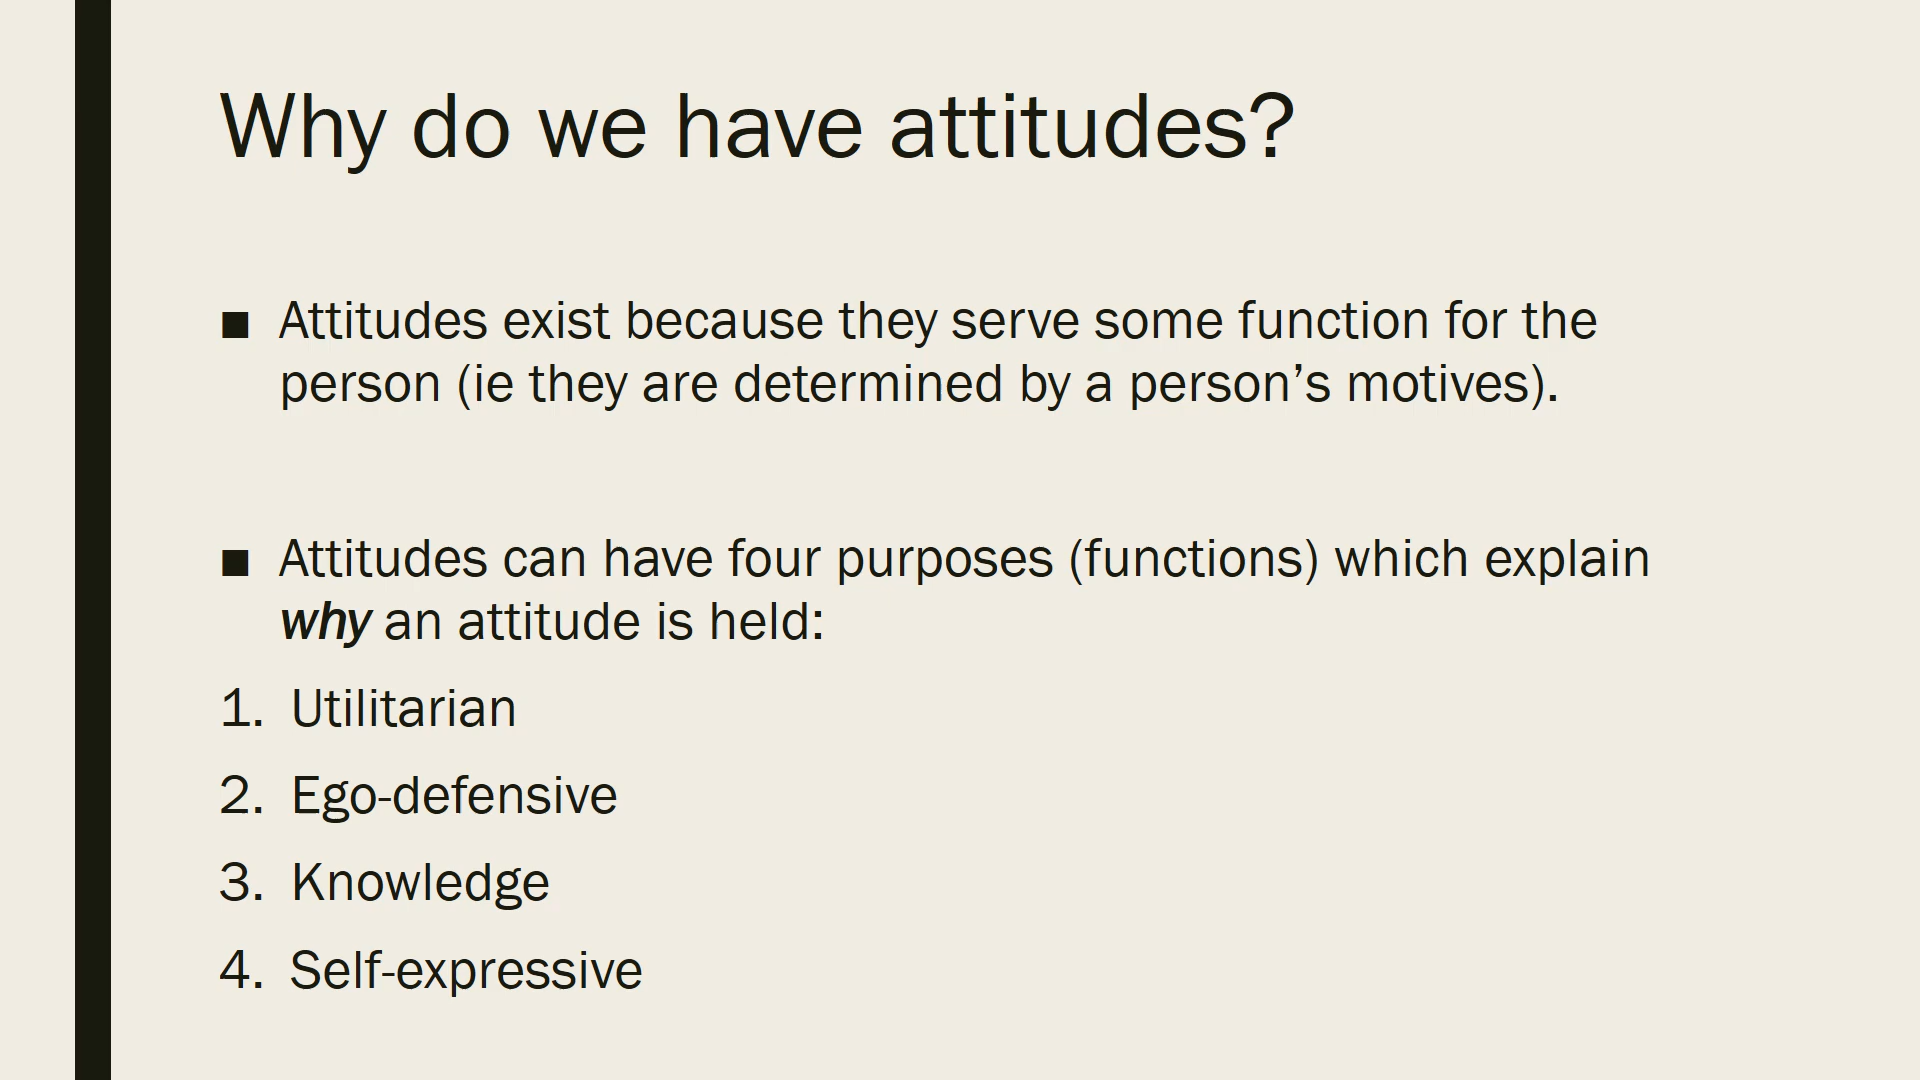 Why do we have attitudes?
■ Attitudes exist because they serve some function for the
person (ie they are determined by a person’s motives).
■ Attitudes can have four purposes (functions) which explain
why an attitude is held:
1. Utilitarian
2. Ego-defensive
3. Knowledge
4. Self-expressive